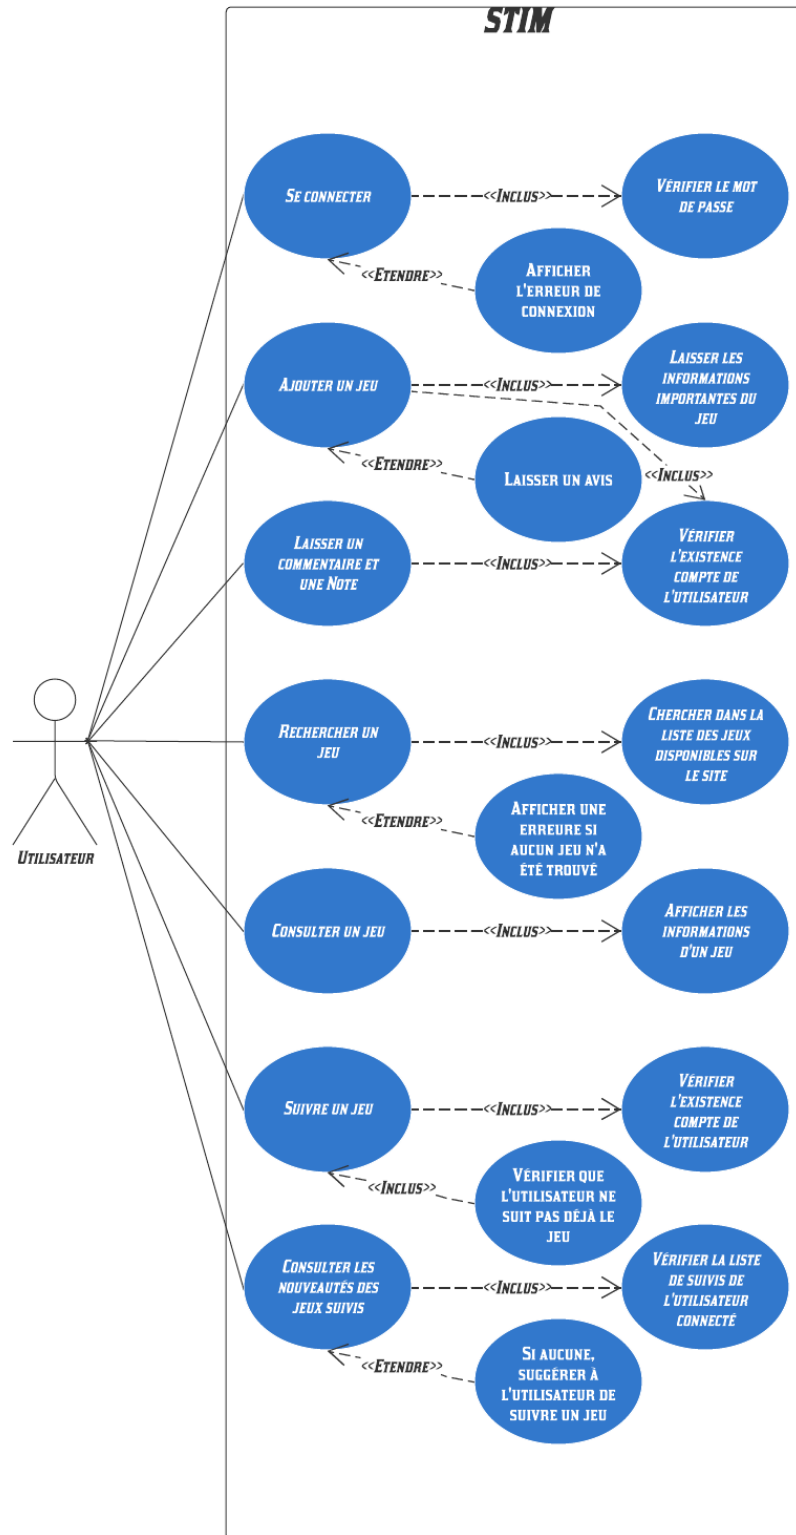 STIM
SE CONNECTER
<<INCLUS>>
VÉRIFIER LE MOT
DE PASSE
<<ETENDRE>>
AFFICHER
L'ERREUR DE
CONNEXION
AJOUTER UN JEU
<<INCLUS>>
LAISSER LES
INFORMATIONS
IMPORTANTES DU
JEU
<<ETENDRE>>
LAISSER UN AVIS
<<INCLUS>>
LAISSER UN
COMMENTAIRE ET
UNE NOTE
<<INCLUS>>
VÉRIFIER
L'EXISTENCE
COMPTE DE
L'UTILISATEUR
RECHERCHER UN
JEU
<<INCLUS>>
CHERCHER DANS LA
LISTE DES JEUX
DISPONIBLES SUR
LE SITE
<<ETENDRE>>
AFFICHER UNE
ERREURE SI
AUCUN JEU N'A
ÉTÉ TROUVÉ
UTILISATEUR
CONSULTER UN JEU
<<INCLUS>>
AFFICHER LES
INFORMATIONS
D'UN JEU
SUIVRE UN JEU
<<INCLUS>>
VÉRIFIER
L'EXISTENCE
COMPTE DE
L'UTILISATEUR
<<INCLUS>>
VÉRIFIER QUE
L'UTILISATEUR NE
SUIT PAS DÉJÀ LE
JEU
CONSULTER LES
NOUVEAUTÉS DES
JEUX SUIVIS
<<INCLUS>>
VÉRIFIER LA LISTE
DE SUIVIS DE
L'UTILISATEUR
CONNECTÉ
<<ETENDRE>>
SI AUCUNE,
SUGGÉRER À
L'UTILISATEUR DE
SUIVRE UN JEU